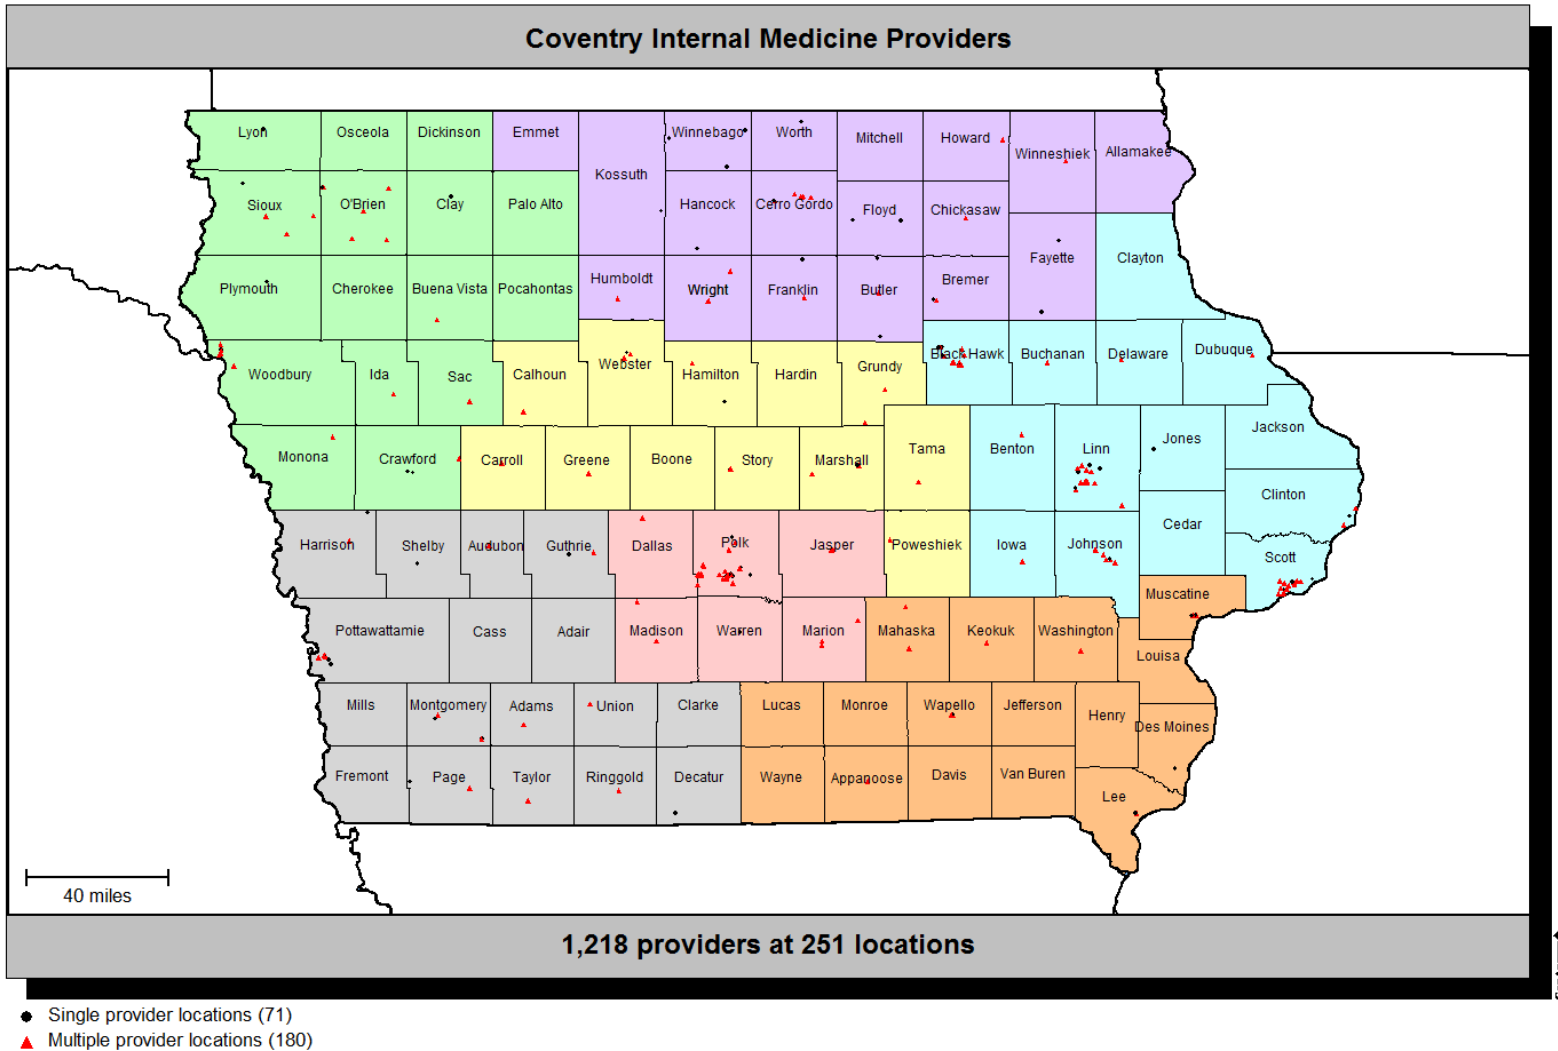 Coventry Internal Medicine Providers
Lyon Osceola Dickinson Emmet Winnebago Worth Mitchell Howard Winneshiek Allamakee
Kossuth
Sioux O'Brien Clay Palo Alto Hancock Cerro Gordo Floyd Chickasaw
Fayette Clayton
Plymouth Cherokee Buena Vista Pocahontas Humboldt Wright Franklin Butler Bremer
Woodbury Ida Sac Calhoun Webster Hamilton Hardin Grundy Black Hawk Buchanan Delaware Dubuque
Monona Crawford Carroll Greene Boone Story Marshall Tama Benton Linn Jones Jackson
Clinton
Cedar
Harrison Shelby Audubon Guthrie Dallas Polk Jasper Poweshiek Iowa Johnson Scott
Muscatine
Pottawattamie Cass Adair Madison Warren Marion Mahaska Keokuk Washington
Louisa
Mills Montgomery Adams Union Clarke Lucas Monroe Wapello Jefferson Henry Des Moines
Fremont Page Taylor Ringgold Decatur Wayne Appanoose Davis Van Buren Lee
40 miles
1,218 providers at 251 locations
Single provider locations (71)
Multiple provider locations (180)